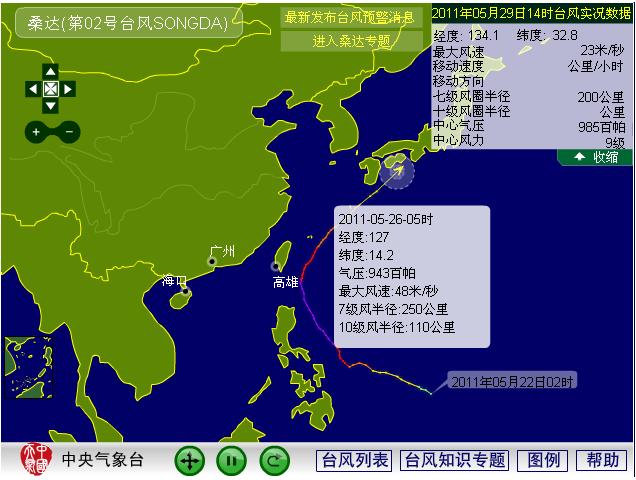 桑达(第02号台风SONGDA)
最新发布台风预警消息
进入桑达专题
2011年05月29日14时台风实况数据
经度: 134.1 纬度: 32.8
最大风速 23米/秒
移动速度 公里/小时
移动方向
七级风圈半径 200公里
十级风圈半径 公里
中心气压 985百帕
中心风力 9级
收缩
2011-05-26-05时
经度:127
纬度:14.2
气压:943百帕
最大风速:48米/秒
7级风半径:250公里
10级风半径:110公里
广州
海口
高雄
2011年05月22日02时
中央气象台
台风列表
台风知识专题
图例
帮助